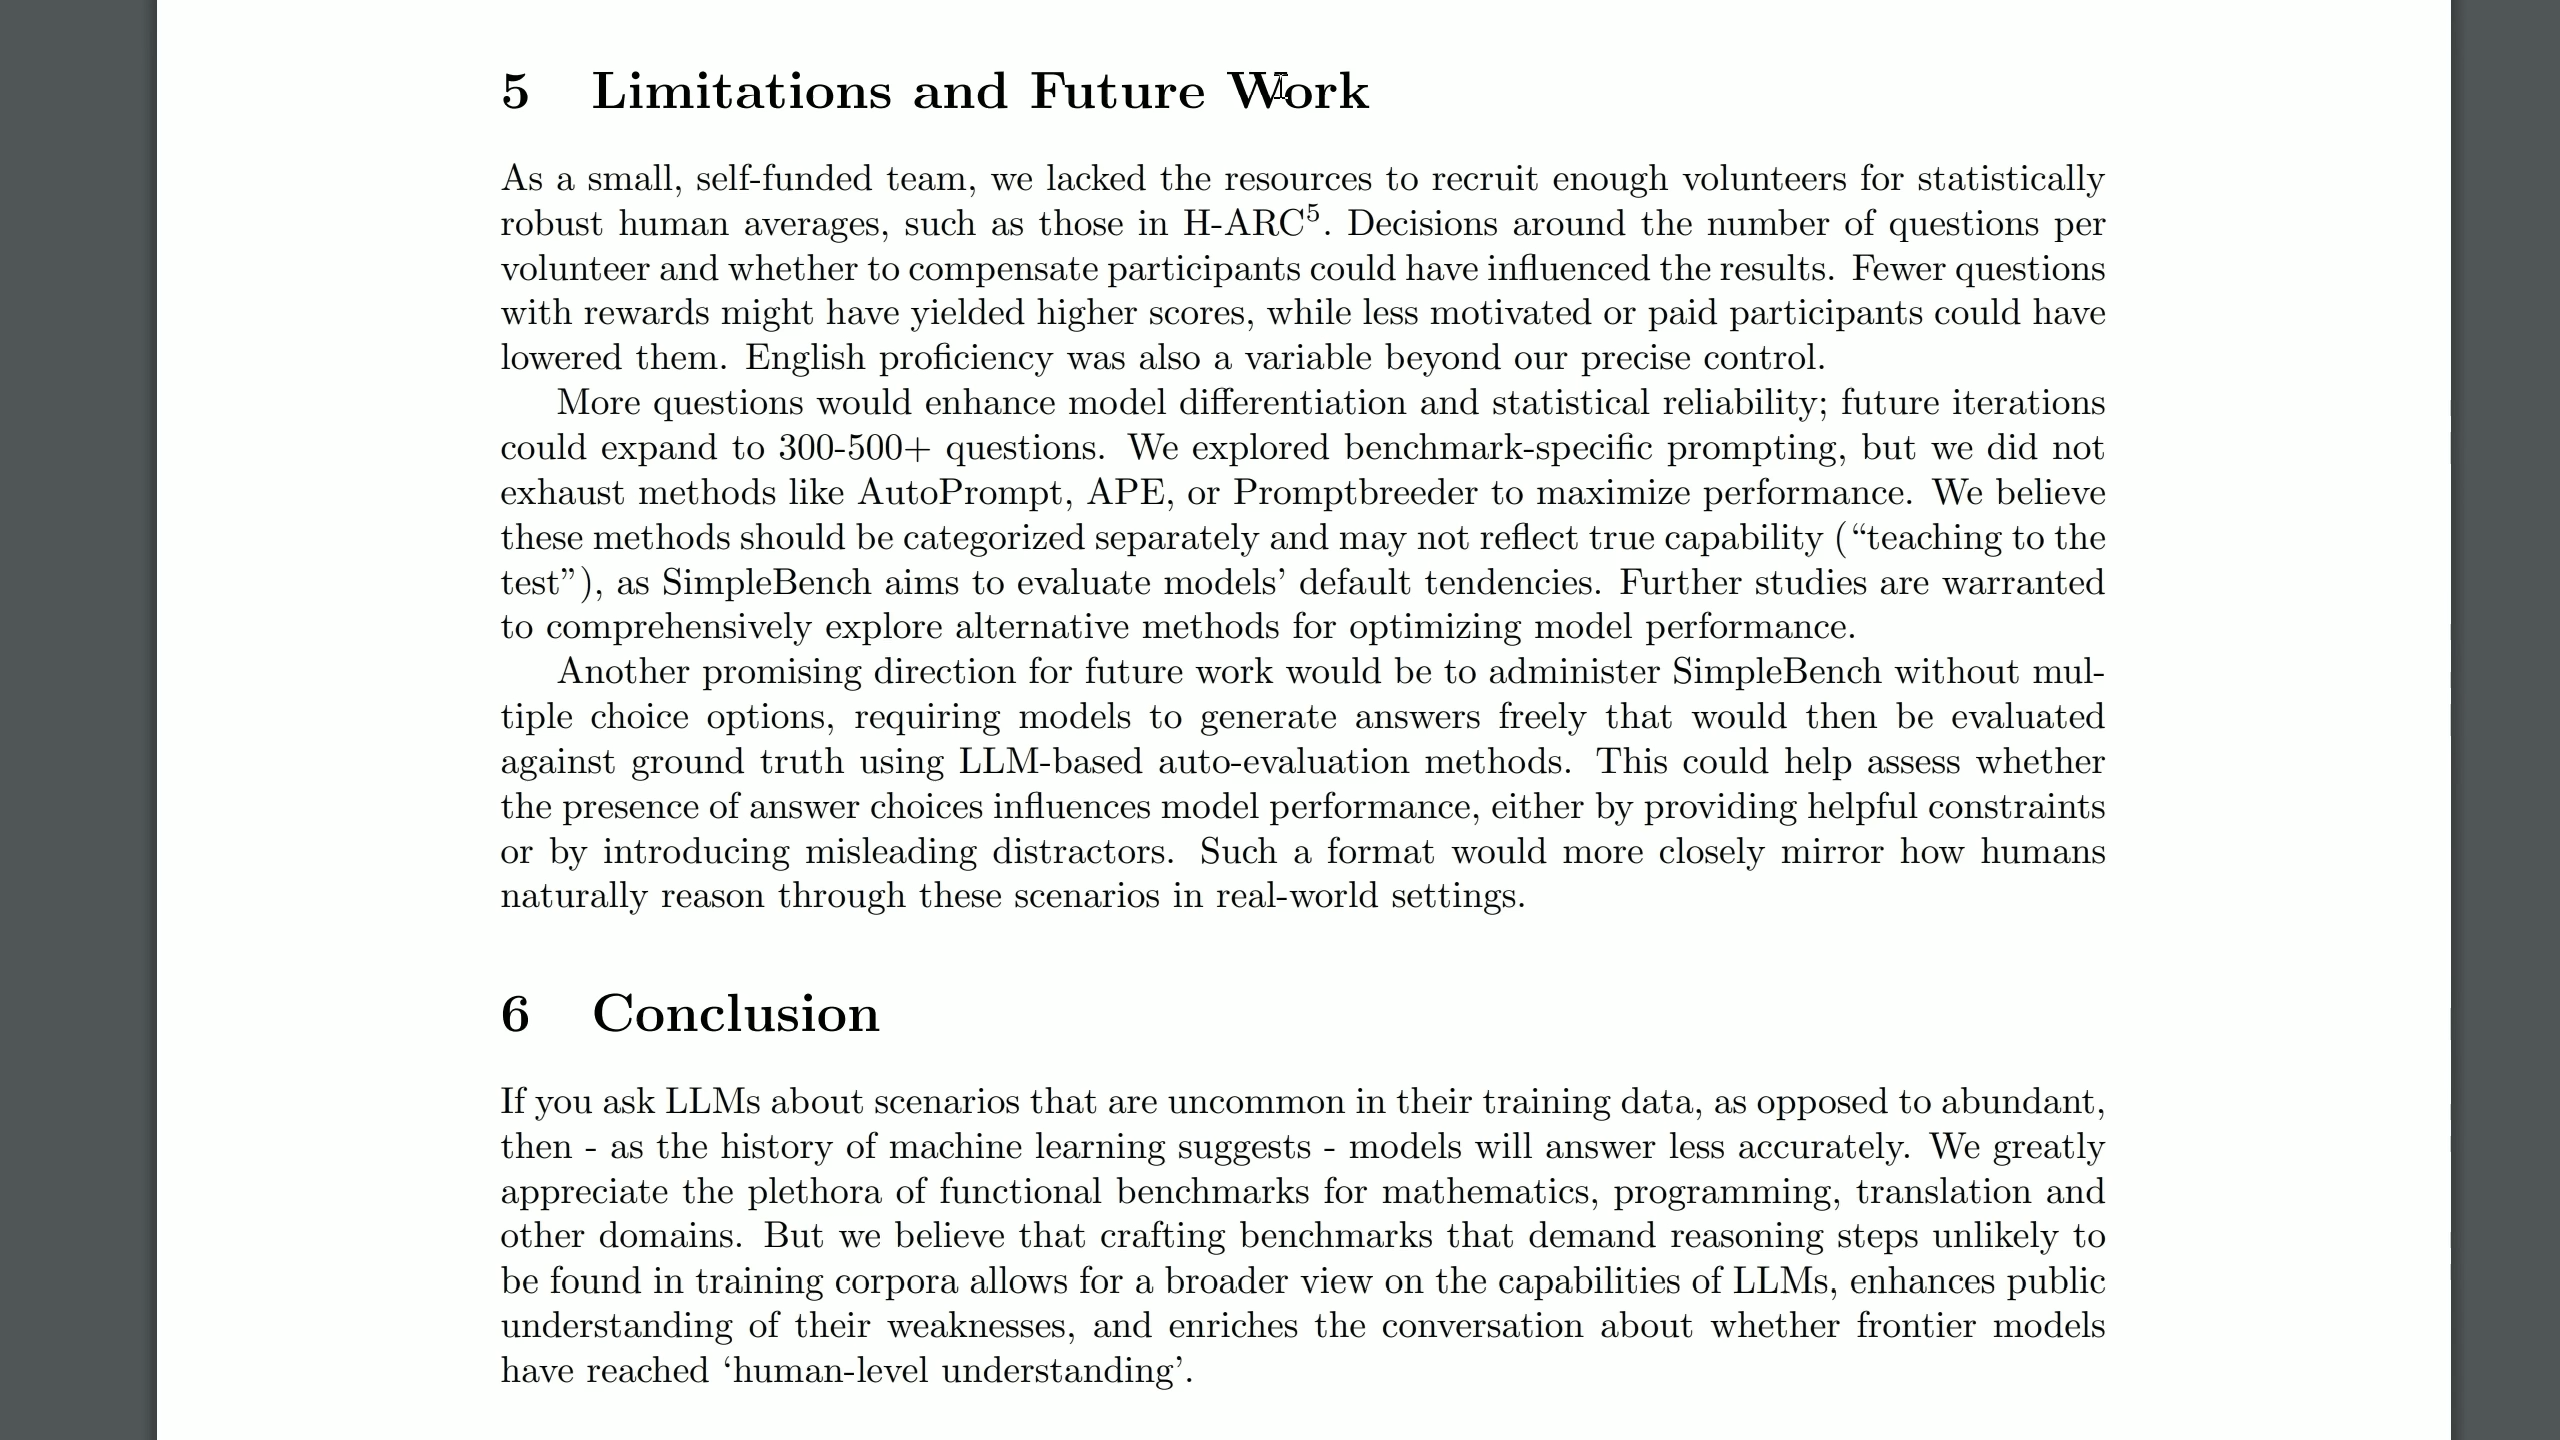 5 Limitations and Future Work
As a small, self-funded team, we lacked the resources to recruit enough volunteers for statistically
robust human averages, such as those in H-ARC⁵. Decisions around the number of questions per
volunteer and whether to compensate participants could have influenced the results. Fewer questions
with rewards might have yielded higher scores, while less motivated or paid participants could have
lowered them. English proficiency was also a variable beyond our precise control.
More questions would enhance model differentiation and statistical reliability; future iterations
could expand to 300-500+ questions. We explored benchmark-specific prompting, but we did not
exhaust methods like AutoPrompt, APE, or Promptbreeder to maximize performance. We believe
these methods should be categorized separately and may not reflect true capability (“teaching to the
test”), as SimpleBench aims to evaluate models’ default tendencies. Further studies are warranted
to comprehensively explore alternative methods for optimizing model performance.
Another promising direction for future work would be to administer SimpleBench without mul-
tiple choice options, requiring models to generate answers freely that would then be evaluated
against ground truth using LLM-based auto-evaluation methods. This could help assess whether
the presence of answer choices influences model performance, either by providing helpful constraints
or by introducing misleading distractors. Such a format would more closely mirror how humans
naturally reason through these scenarios in real-world settings.
6 Conclusion
If you ask LLMs about scenarios that are uncommon in their training data, as opposed to abundant,
then - as the history of machine learning suggests - models will answer less accurately. We greatly
appreciate the plethora of functional benchmarks for mathematics, programming, translation and
other domains. But we believe that crafting benchmarks that demand reasoning steps unlikely to
be found in training corpora allows for a broader view on the capabilities of LLMs, enhances public
understanding of their weaknesses, and enriches the conversation about whether frontier models
have reached ‘human-level understanding’.